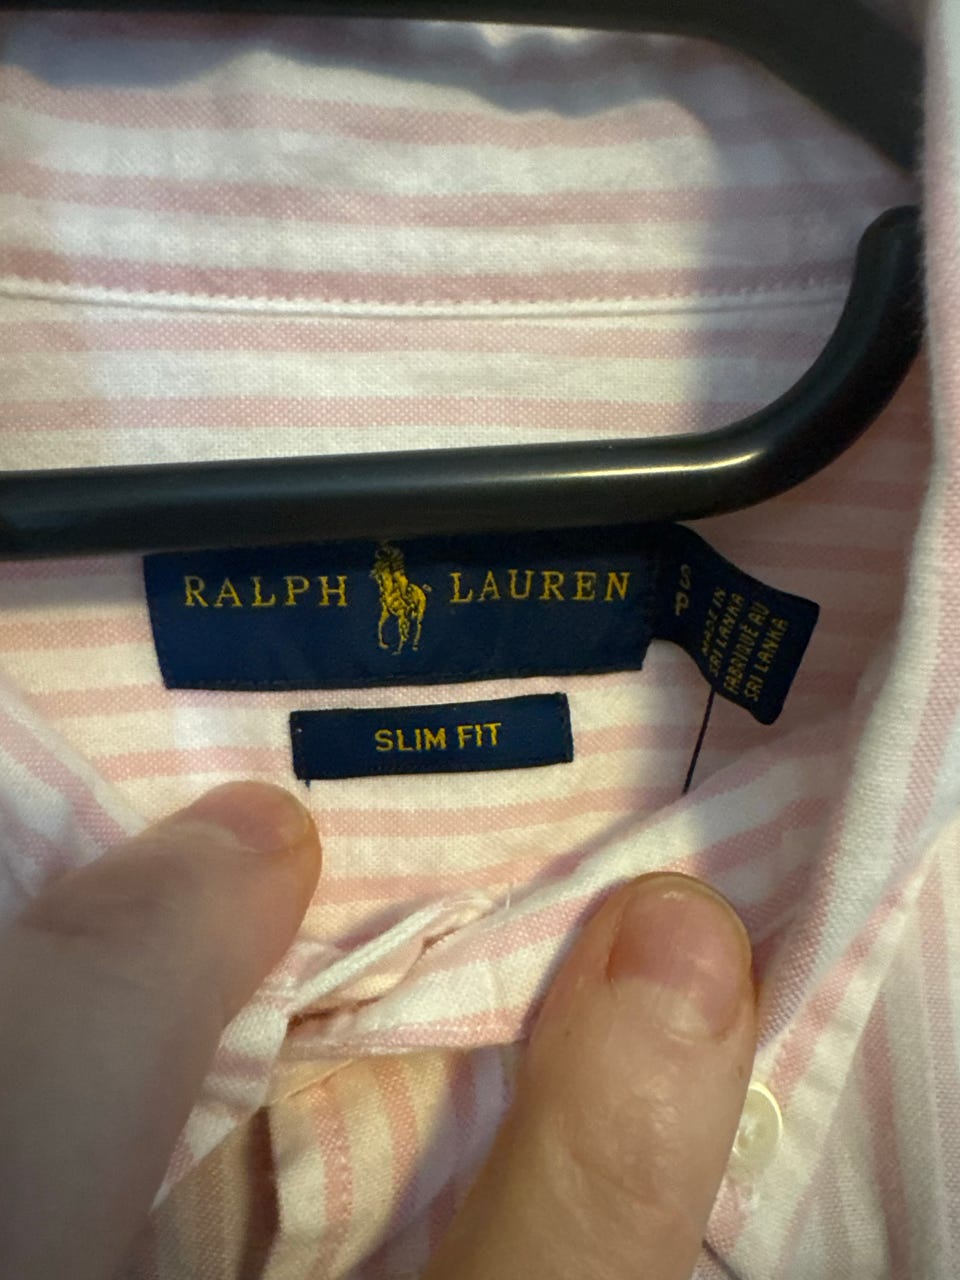 RALPH LAUREN
SLIM FIT
S
P
MADE IN
SRI LANKA
FABRIQUÉ AU
SRI LANKA